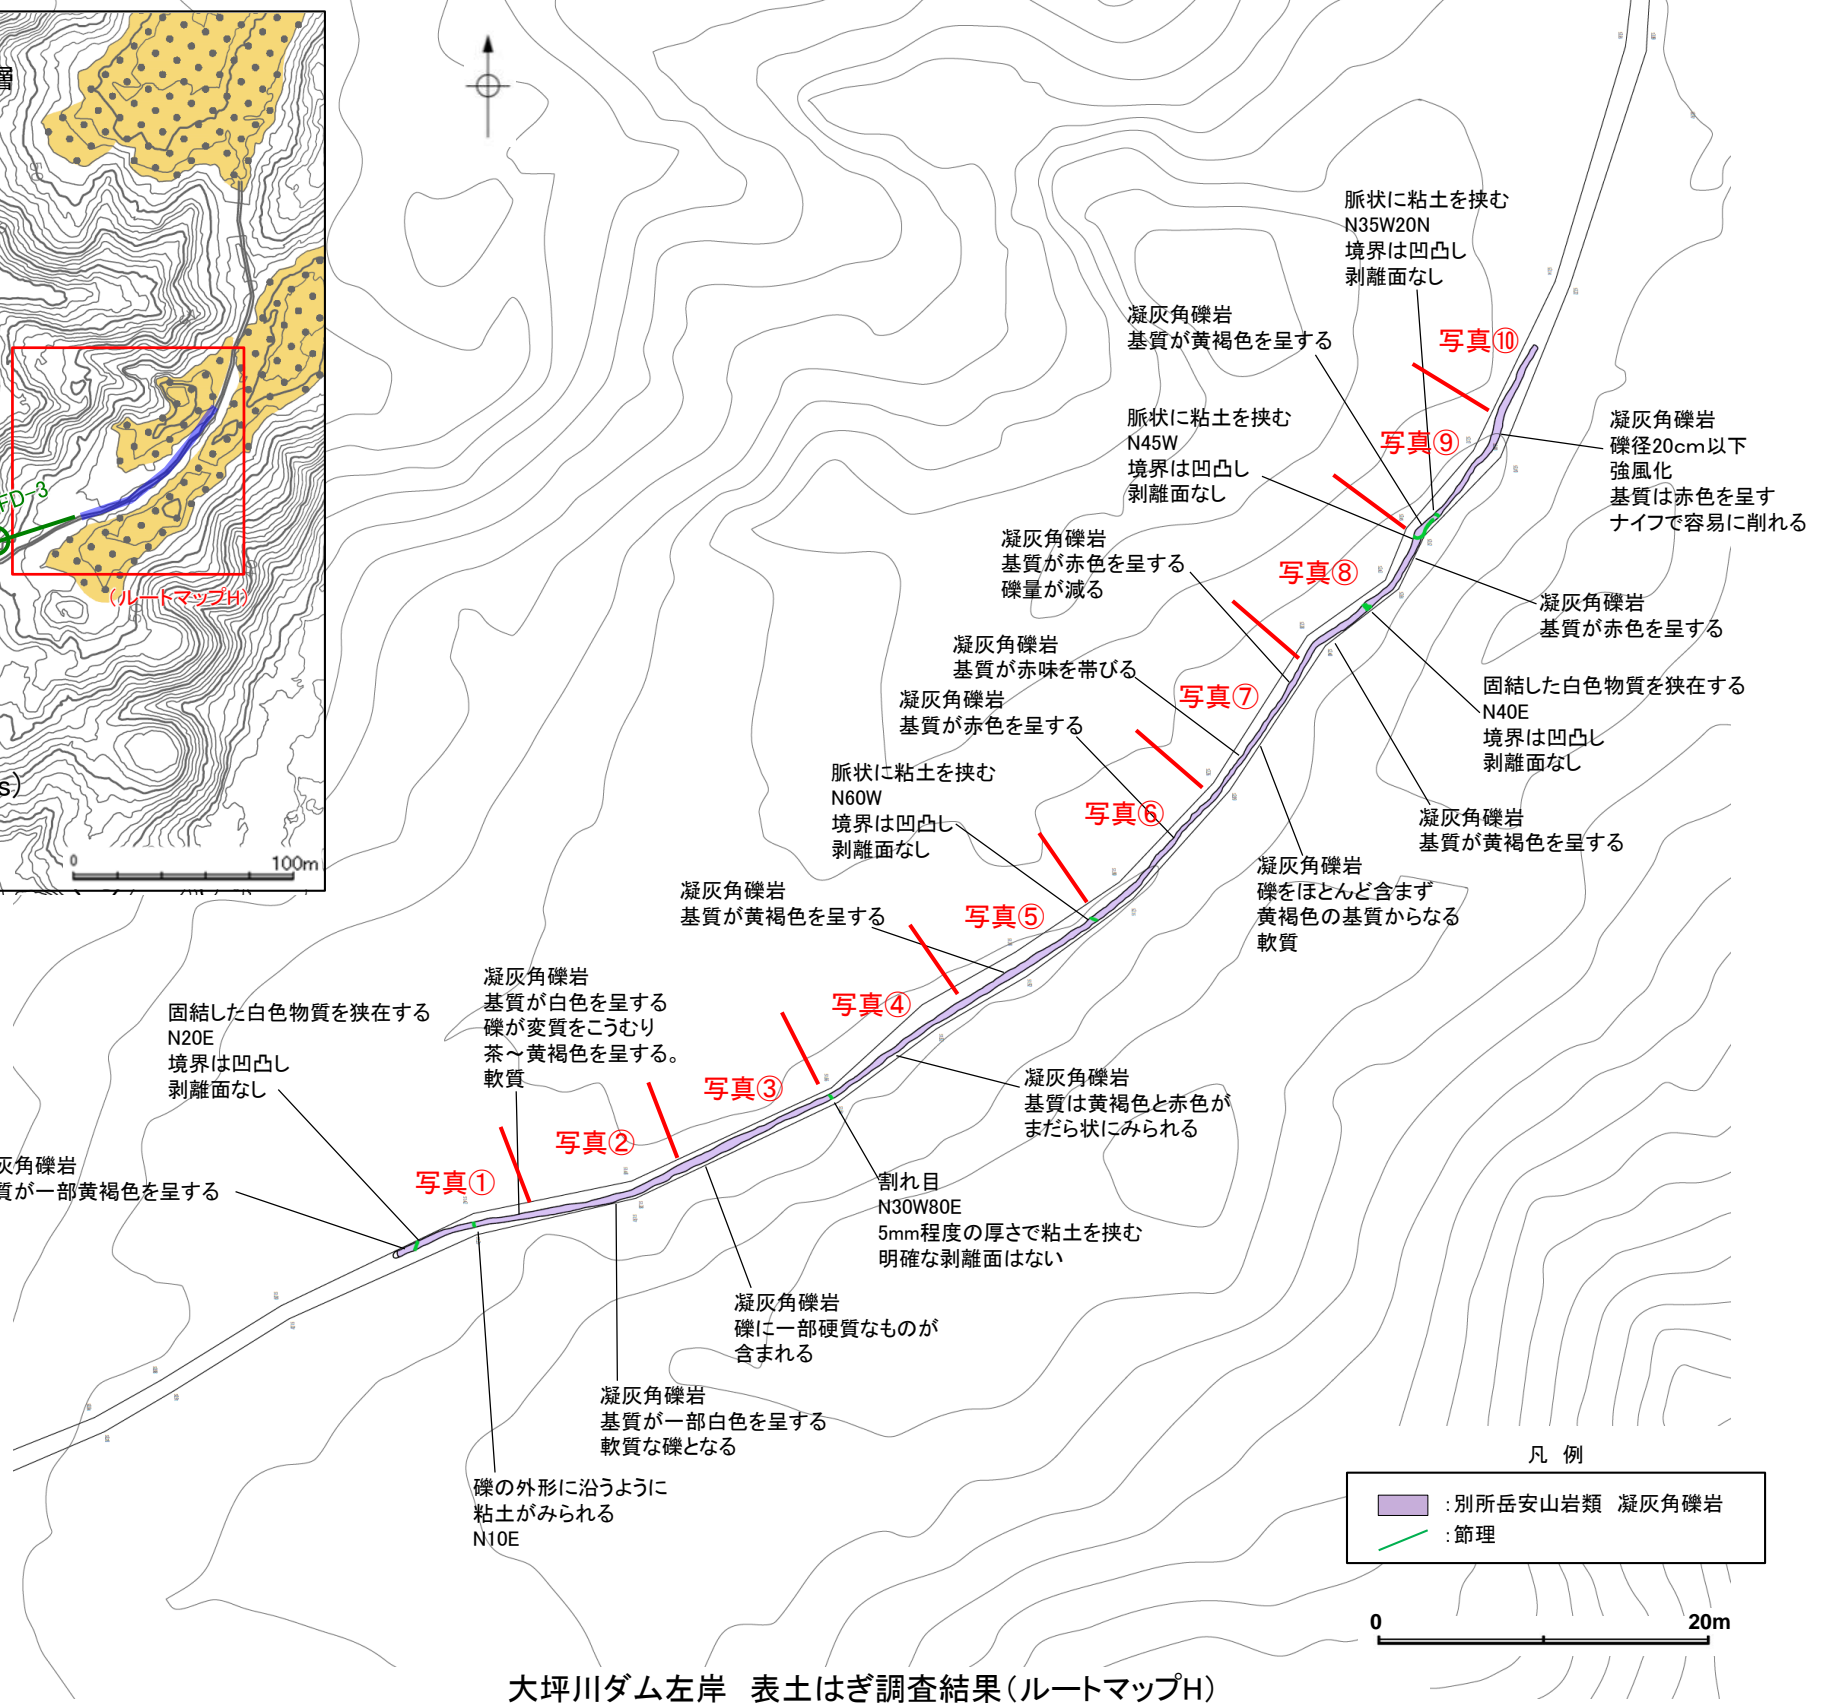 層
FD-3
(ルートマップH)
s)
0
100m
脈状に粘土を挟む
N35W20N
境界は凹凸し
剥離面なし
凝灰角礫岩
基質が黄褐色を呈する
写真⑩
脈状に粘土を挟む
N45W
境界は凹凸し
剥離面なし
写真⑨
凝灰角礫岩
礫径20cm以下
強風化
基質は赤色を呈す
ナイフで容易に削れる
凝灰角礫岩
基質が赤色を呈する
礫量が減る
写真⑧
凝灰角礫岩
基質が赤色を呈する
凝灰角礫岩
基質が赤味を帯びる
写真⑦
固結した白色物質を狭在する
N40E
境界は凹凸し
剥離面なし
凝灰角礫岩
基質が赤色を呈する
脈状に粘土を挟む
N60W
境界は凹凸し
剥離面なし
写真⑥
凝灰角礫岩
基質が黄褐色を呈する
凝灰角礫岩
礫をほとんど含まず
黄褐色の基質からなる
軟質
凝灰角礫岩
基質が黄褐色を呈する
写真⑤
凝灰角礫岩
基質が白色を呈する
礫が変質をこうむり
茶～黄褐色を呈する。
軟質
写真④
固結した白色物質を狭在する
N20E
境界は凹凸し
剥離面なし
写真③
凝灰角礫岩
基質は黄褐色と赤色が
まだら状にみられる
写真②
灰角礫岩
質が一部黄褐色を呈する
写真①
割れ目
N30W80E
5mm程度の厚さで粘土を挟む
明確な剥離面はない
凝灰角礫岩
礫に一部硬質なものが
含まれる
凝灰角礫岩
基質が一部白色を呈する
軟質な礫となる
礫の外形に沿うように
粘土がみられる
N10E
凡 例
:別所岳安山岩類 凝灰角礫岩
:節理
0
20m
大坪川ダム左岸 表土はぎ調査結果(ルートマップH)